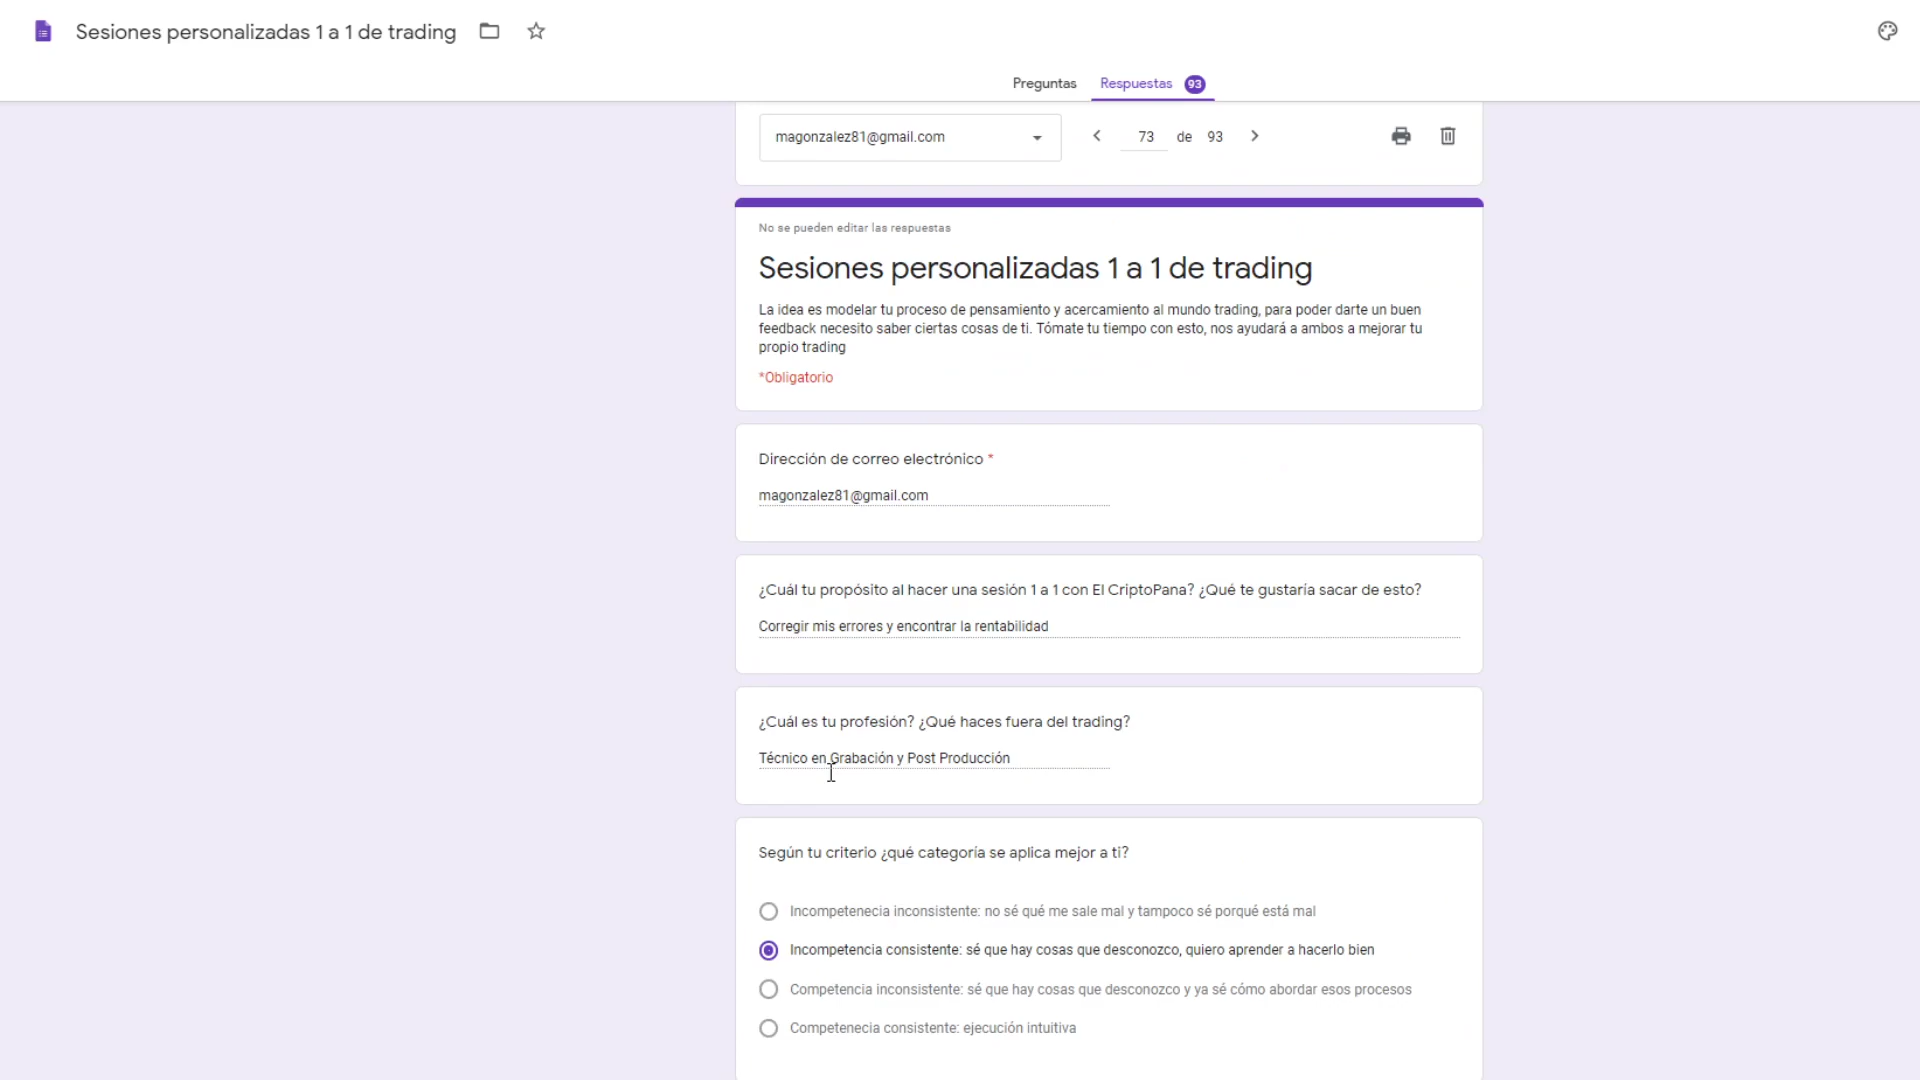 Sesiones personalizadas 1 a 1 de trading
Preguntas
Respuestas 93
magonzalez81@gmail.com
73 de 93
No se pueden editar las respuestas
Sesiones personalizadas 1 a 1 de trading
La idea es modelar tu proceso de pensamiento y acercamiento al mundo trading, para poder darte un buen
feedback necesito saber ciertas cosas de ti. Tómate tu tiempo con esto, nos ayudará a ambos a mejorar tu
propio trading
*Obligatorio
Dirección de correo electrónico *
magonzalez81@gmail.com
¿Cuál tu propósito al hacer una sesión 1 a 1 con El CriptoPana? ¿Qué te gustaría sacar de esto?
Corregir mis errores y encontrar la rentabilidad
¿Cuál es tu profesión? ¿Qué haces fuera del trading?
Técnico en Grabación y Post Producción
Según tu criterio ¿qué categoría se aplica mejor a ti?
Incompetenecia inconsistente: no sé qué me sale mal y tampoco sé porqué está mal
Incompetencia consistente: sé que hay cosas que desconozco, quiero aprender a hacerlo bien
Competencia inconsistente: sé que hay cosas que desconozco y ya sé cómo abordar esos procesos
Competenecia consistente: ejecución intuitiva